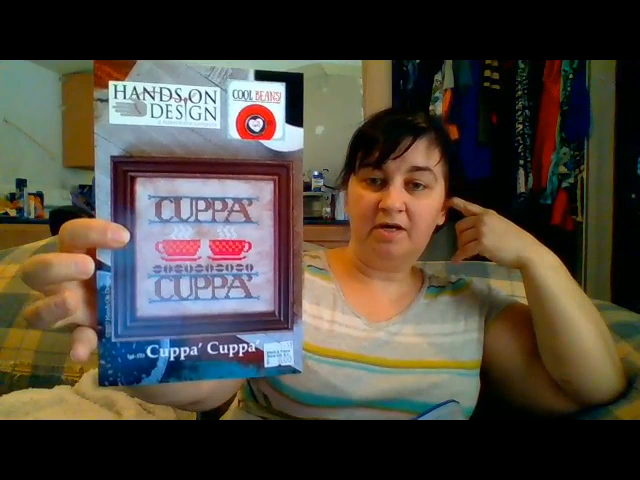 HANDS ON
DESIGN
COOL BEANS!
CUPPA'
CUPPA'
Cuppa' Cuppa'